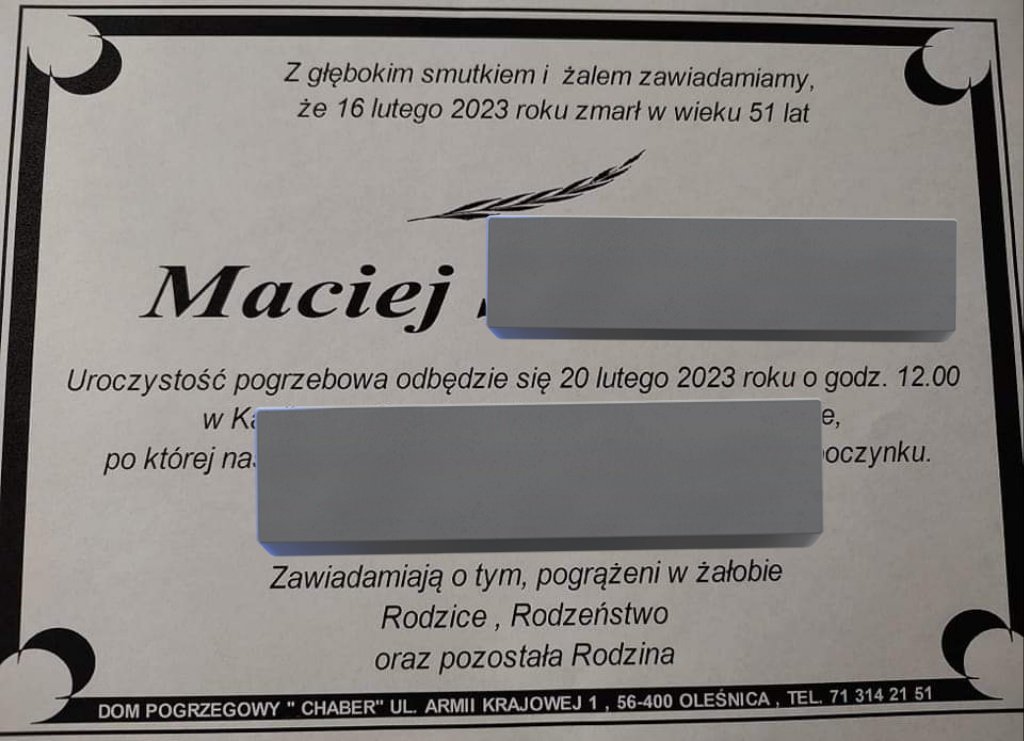 Z głębokim smutkiem i żalem zawiadamiamy,
że 16 lutego 2023 roku zmarł w wieku 51 lat
Maciej
Uroczystość pogrzebowa odbędzie się 20 lutego 2023 roku o godz. 12.00
w
po której
Zawiadamiają o tym, pogrążeni w żałobie
Rodzice , Rodzeństwo
oraz pozostała Rodzina
DOM POGRZEGOWY " CHABER" UL. ARMII KRAJOWEJ 1 , 56-400 OLEŚNICA , TEL. 71 314 21 51